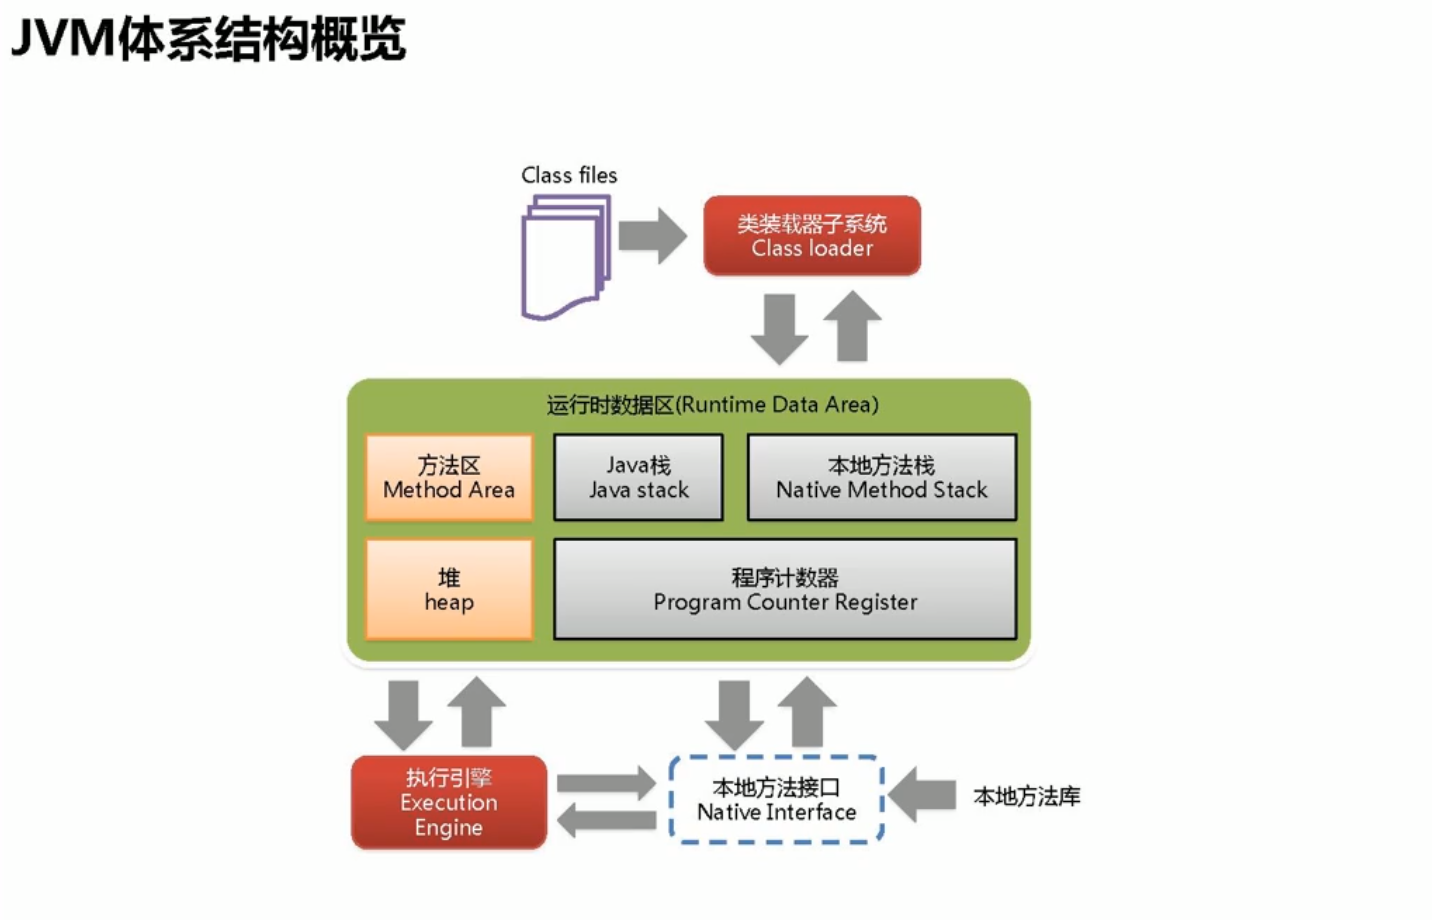 JVM体系结构概览
Class files
类装载器子系统
Class loader
运行时数据区(Runtime Data Area)
方法区
Method Area
Java栈
Java stack
本地方法栈
Native Method Stack
堆
heap
程序计数器
Program Counter Register
执行引擎
Execution
Engine
本地方法接口
Native Interface
本地方法库